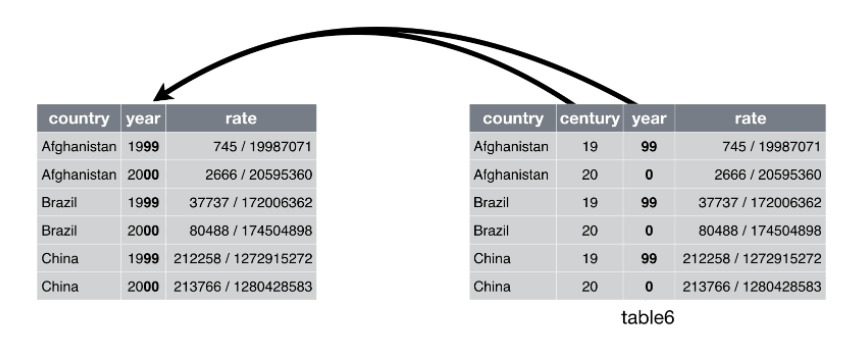 country year rate
Afghanistan 1999 745 / 19987071
Afghanistan 2000 2666 / 20595360
Brazil 1999 37737 / 172006362
Brazil 2000 80488 / 174504898
China 1999 212258 / 1272915272
China 2000 213766 / 1280428583
country century year rate
Afghanistan 19 99 745 / 19987071
Afghanistan 20 0 2666 / 20595360
Brazil 19 99 37737 / 172006362
Brazil 20 0 80488 / 174504898
China 19 99 212258 / 1272915272
China 20 0 213766 / 1280428583
table6